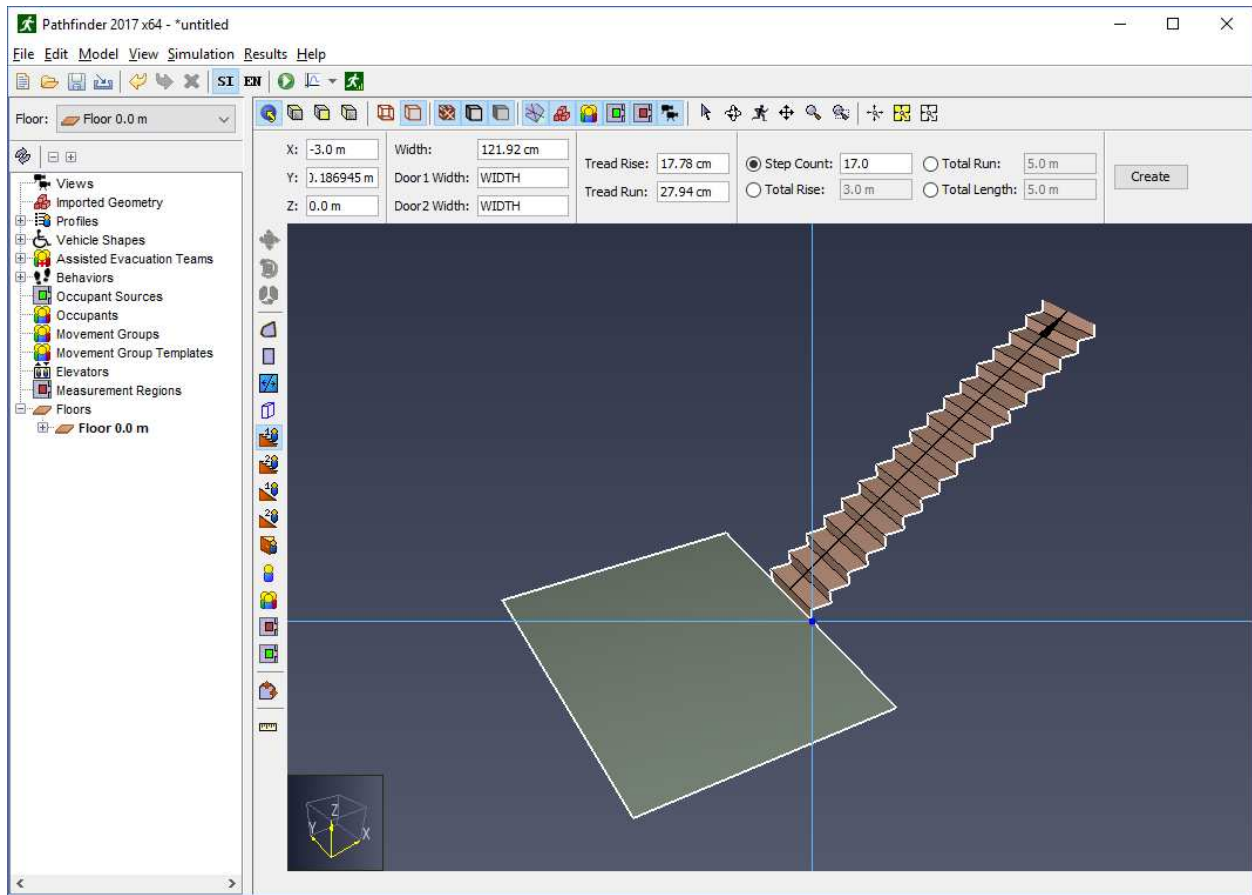 Pathfinder 2017 x64 - *untitled
File Edit Model View Simulation Results Help
SI EN
Floor: Floor 0.0 m
X: -3.0 m Width: 121.92 cm Tread Rise: 17.78 cm Step Count: 17.0 Total Run: 5.0 m Create
Y: ).186945 m Door1 Width: WIDTH Tread Run: 27.94 cm Total Rise: 3.0 m Total Length: 5.0 m
Z: 0.0 m Door2 Width: WIDTH
Views
Imported Geometry
Profiles
Vehicle Shapes
Assisted Evacuation Teams
Behaviors
Occupant Sources
Occupants
Movement Groups
Movement Group Templates
Elevators
Measurement Regions
Floors
Floor 0.0 m
Z
Y X